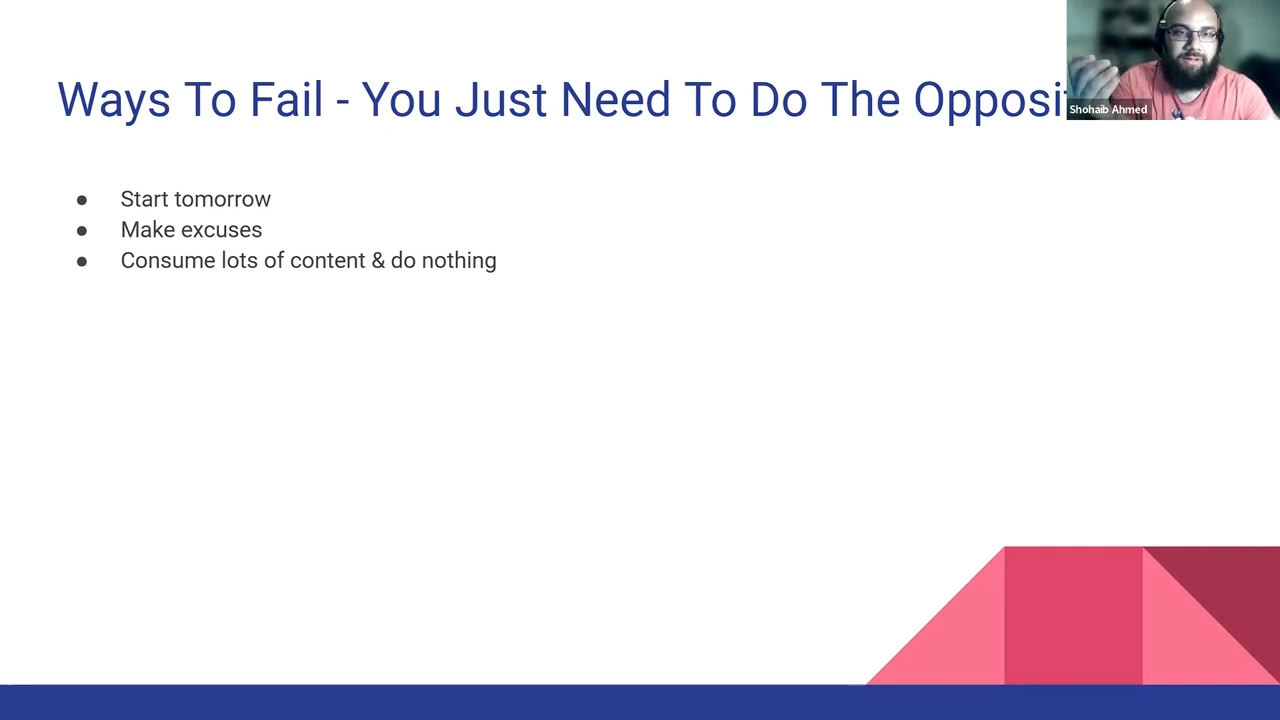 Ways To Fail - You Just Need To Do The Opposi
Shohaib Ahmed
● Start tomorrow
● Make excuses
● Consume lots of content & do nothing